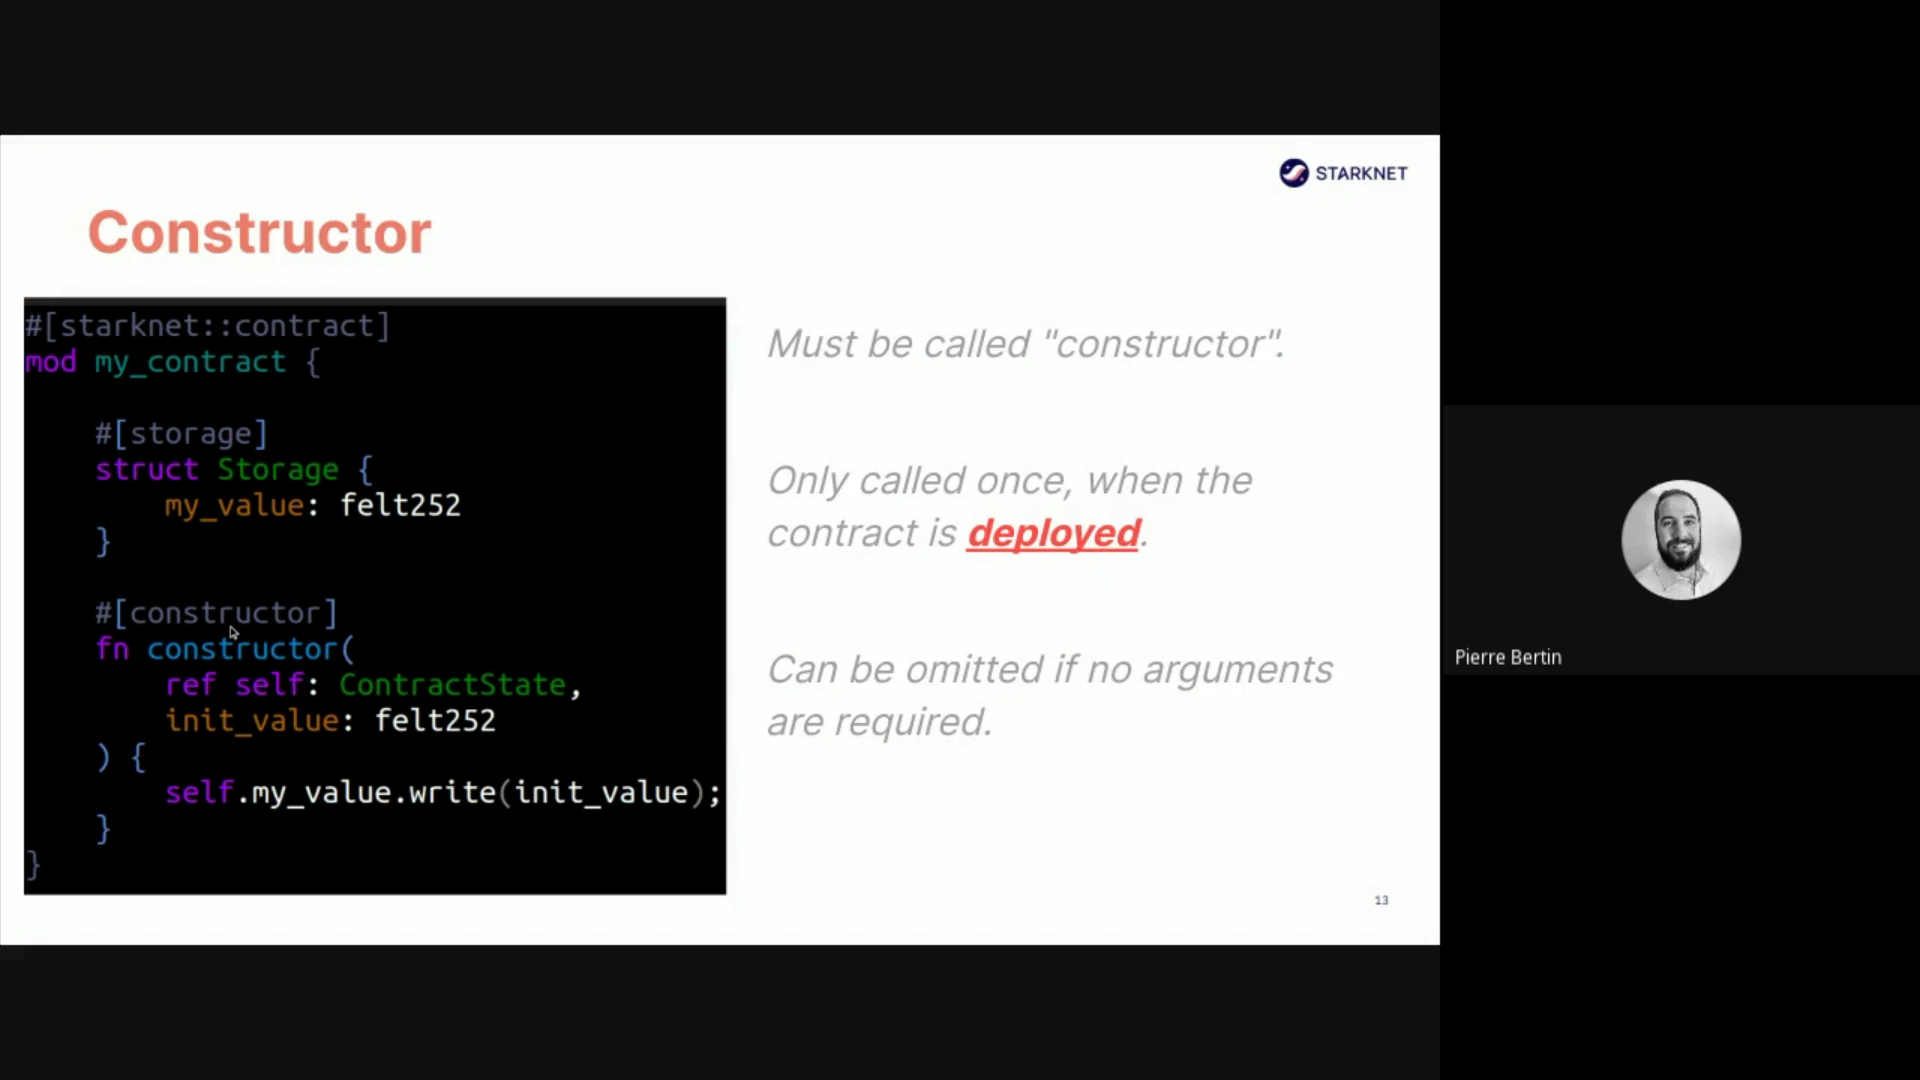 STARKNET
Constructor
#[starknet::contract]
mod my_contract {
#[storage]
struct Storage {
my_value: felt252
}
#[constructor]
fn constructor(
ref self: ContractState,
init_value: felt252
) {
self.my_value.write(init_value);
}
}
Must be called "constructor".
Only called once, when the
contract is deployed.
Can be omitted if no arguments
are required.
13
Pierre Bertin